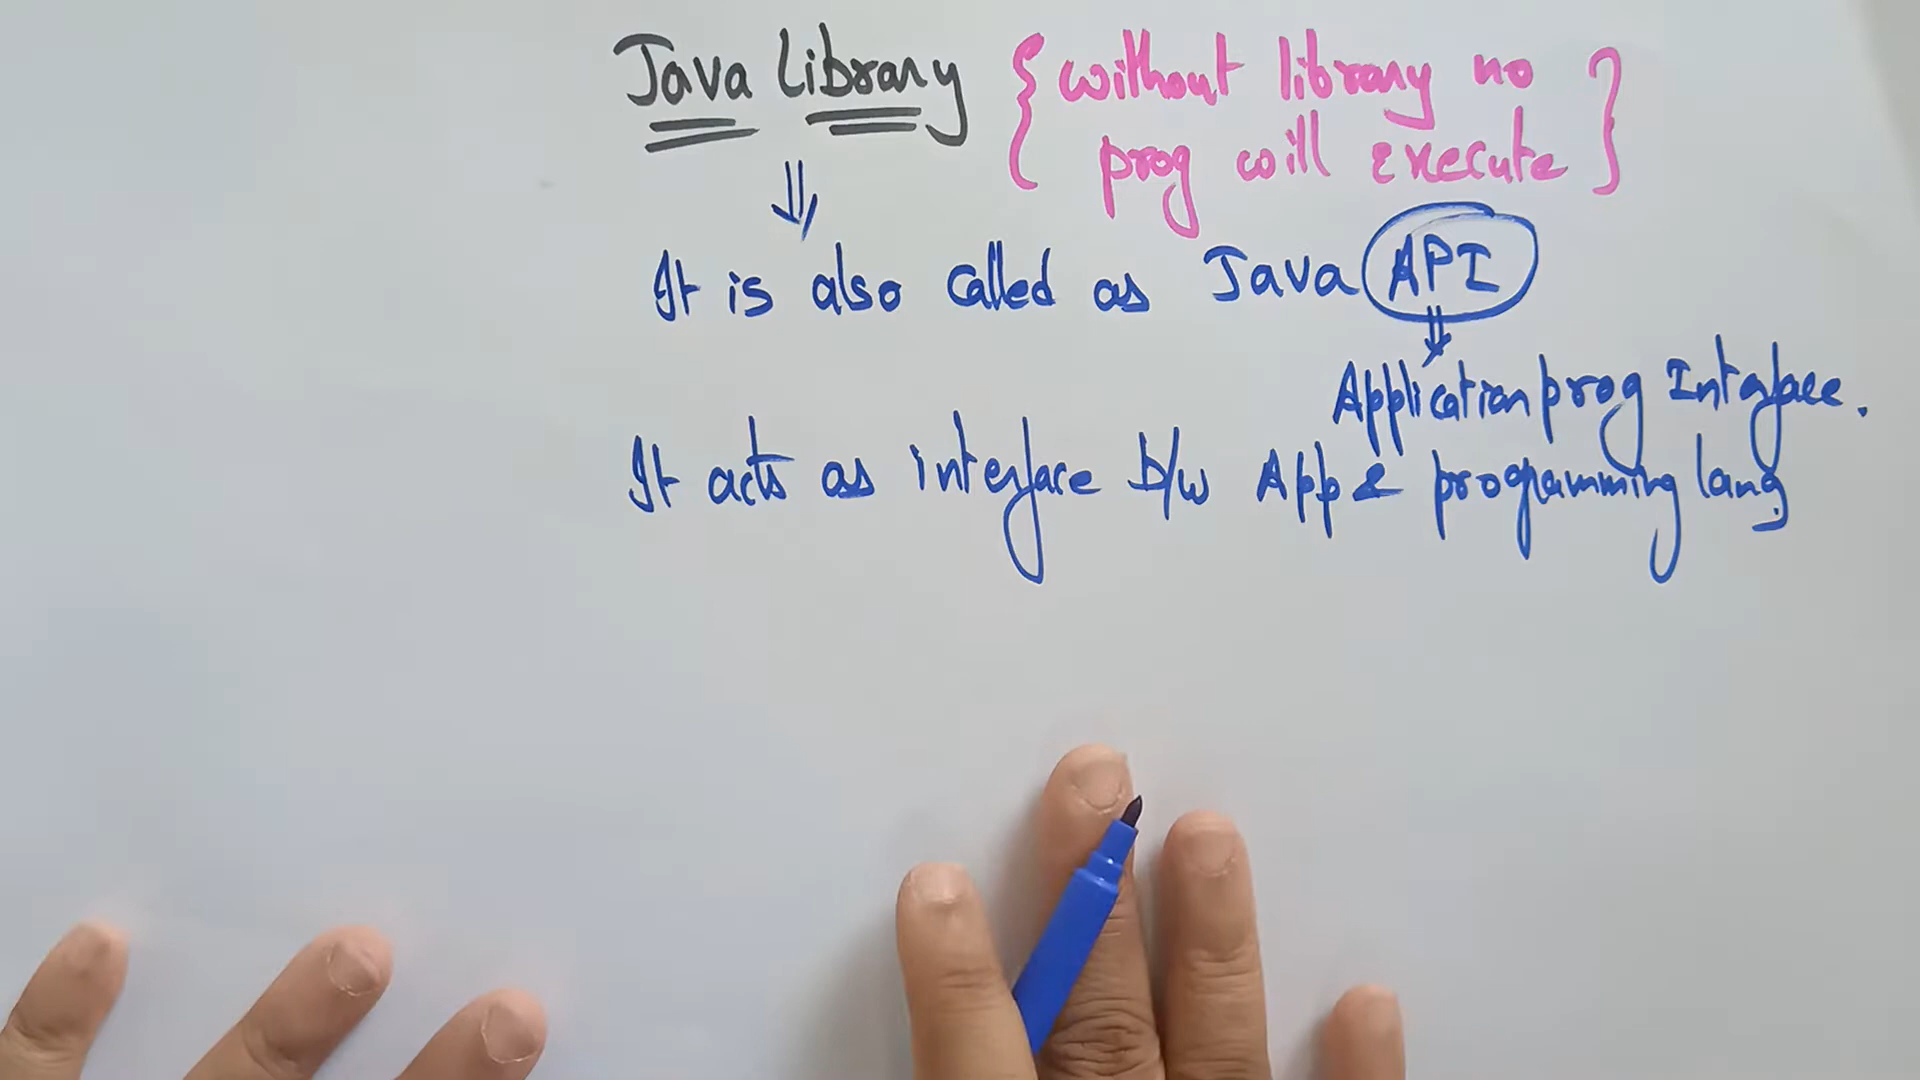 Java Library { without library no
prog will execute }
It is also called as Java API
Application prog Interface.
It acts as interface b/w App & programming lang